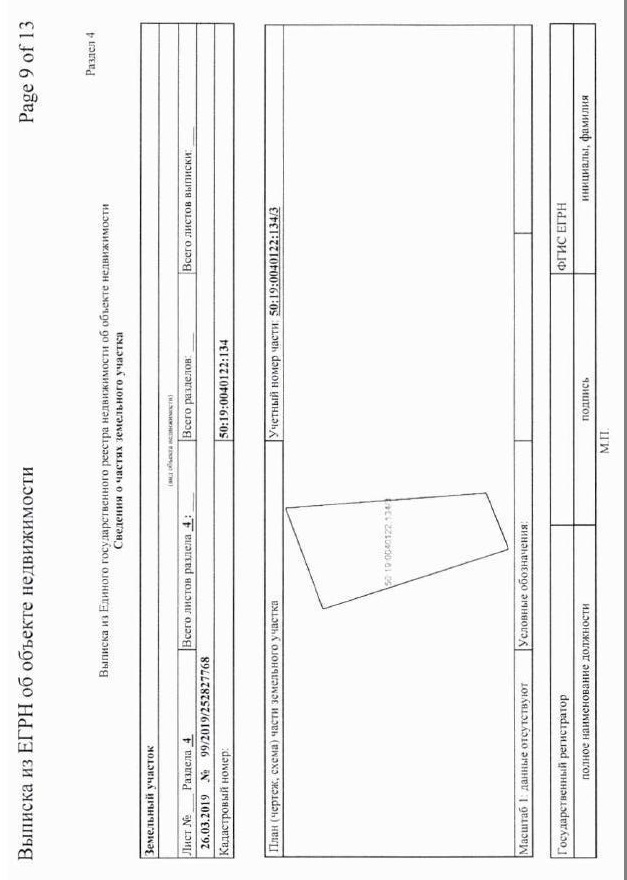 Выписка из ЕГРН об объекте недвижимости Page 9 of 13
Раздел 4
Выписка из Единого государственного реестра недвижимости об объекте недвижимости
Сведения о частях земельного участка
Земельный участок
(вид объекта недвижимости)
Лист № ___ Раздела 4 Всего листов раздела 4: ___ Всего разделов: ___ Всего листов выписки: ___
26.03.2019 № 99/2019/252827768
Кадастровый номер: 50:19:0040122:134
План (чертеж, схема) части земельного участка Учетный номер части: 50:19:0040122:134/3
50:19:0040122:134/3
Масштаб 1: данные отсутствуют Условные обозначения:
Государственный регистратор ФГИС ЕГРН
полное наименование должности подпись инициалы, фамилия
М.П.